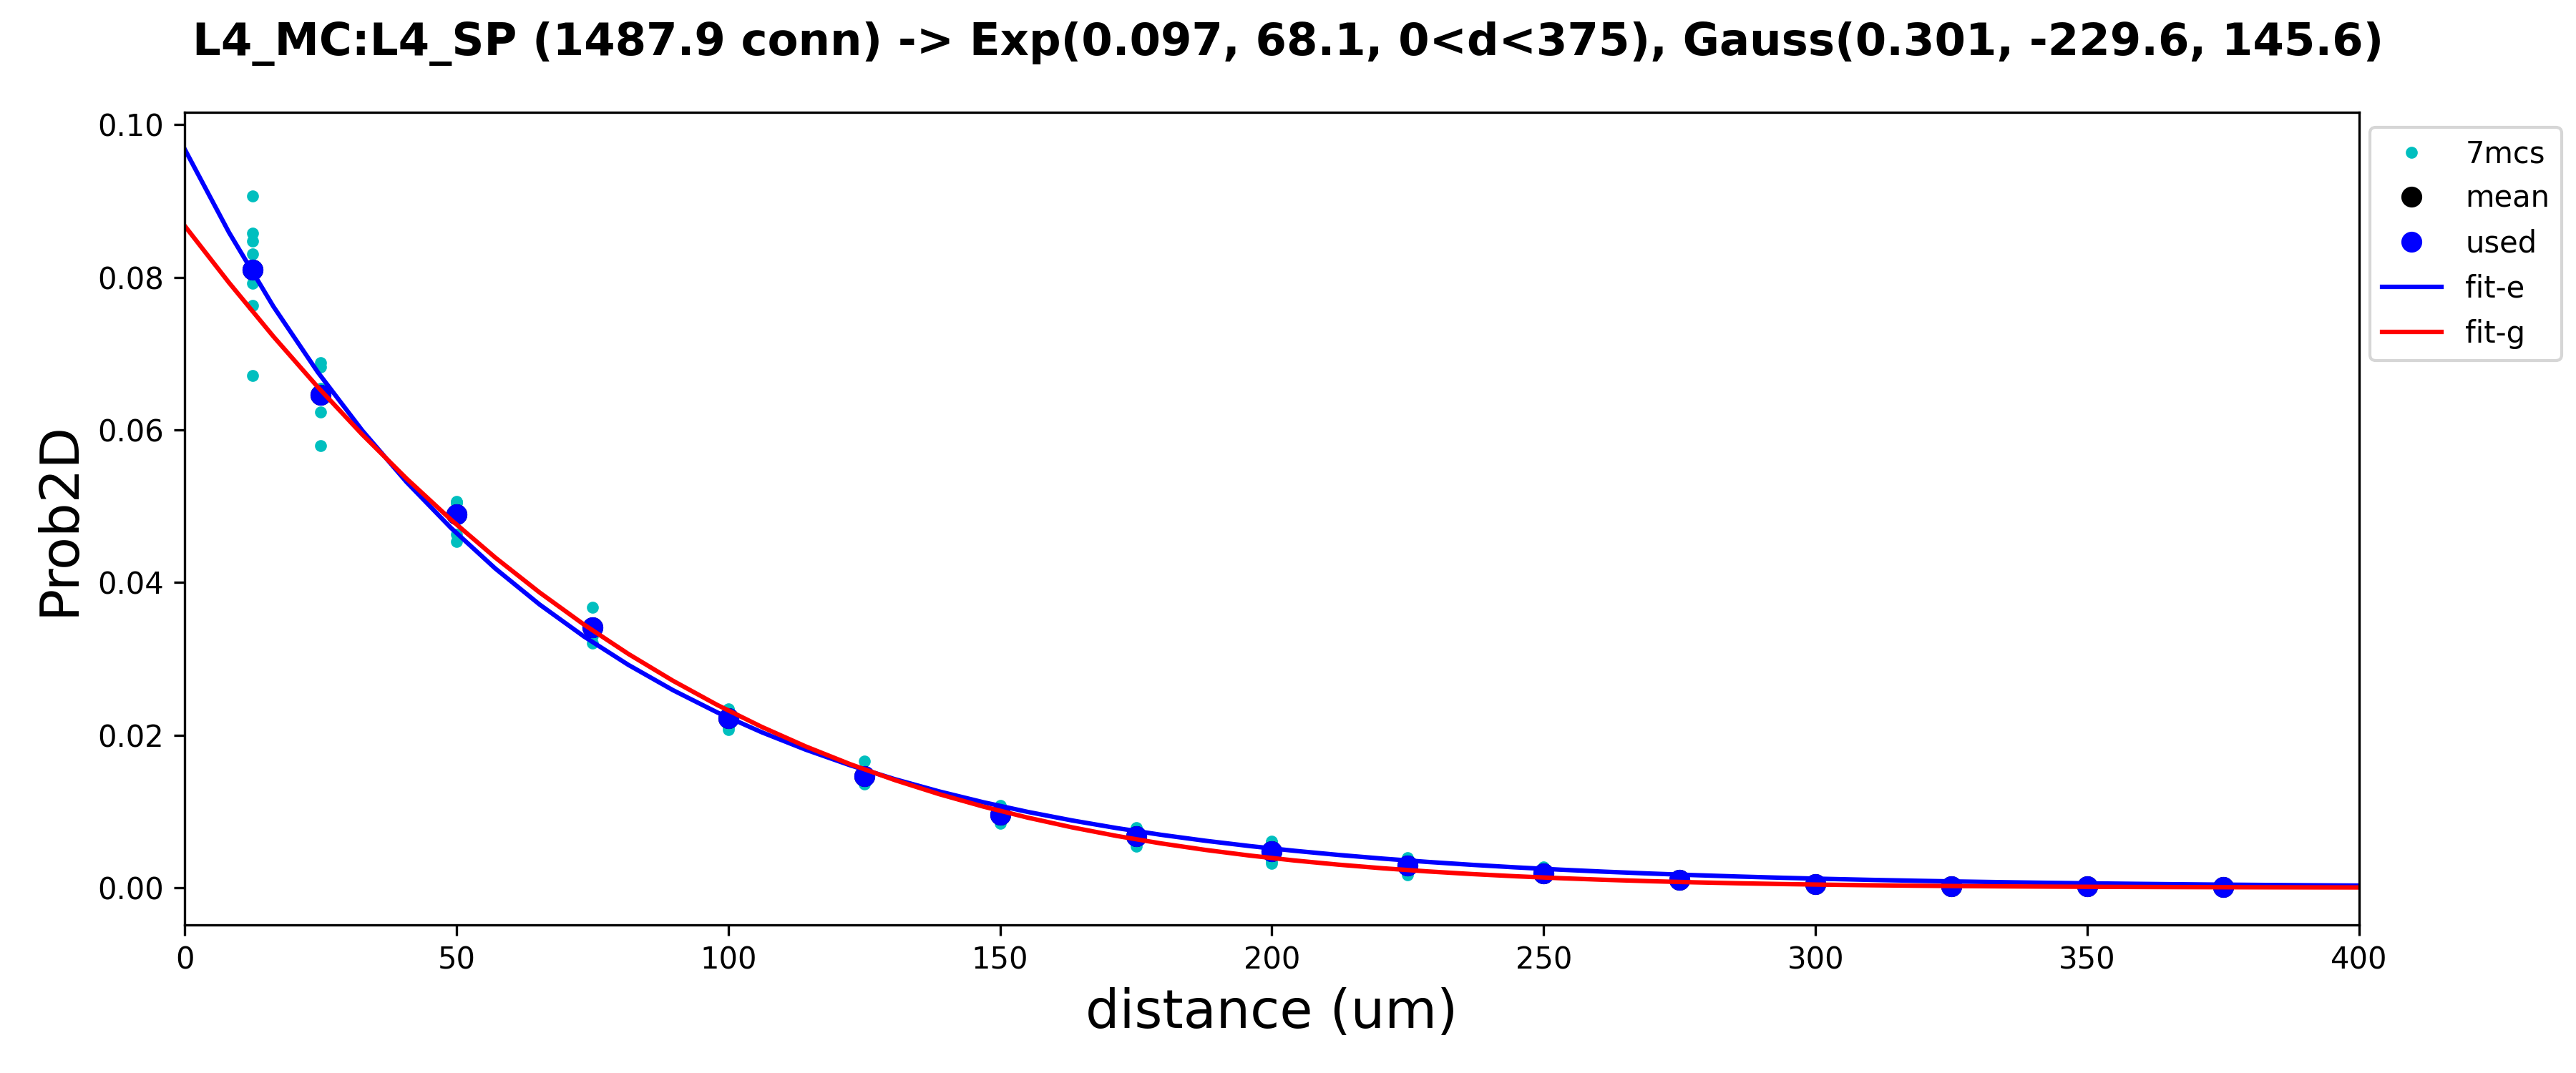 L4_MC:L4_SP (1487.9 conn) -> Exp(0.097, 68.1, 0<d<375), Gauss(0.301, -229.6, 145.6)
0.10
0.08
0.06
0.04
0.02
0.00
Prob2D
0 50 100 150 200 250 300 350 400
distance (um)
7mcs
mean
used
fit-e
fit-g